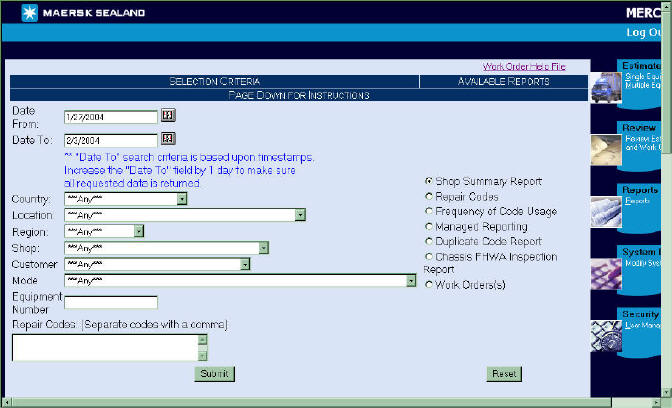 MAERSK SEALAND
MERC
Log Ou
Work Order Help File
SELECTION CRITERIA
AVAILABLE REPORTS
PAGE DOWN FOR INSTRUCTIONS
Date From:
1/27/2004
Date To:
2/3/2004
** "Date To" search criteria is based upon timestamps.
Increase the "Date To" field by 1 day to make sure
all requested data is returned.
Country:
***Any***
Location:
***Any***
Region:
***Any***
Shop:
***Any***
Customer
***Any***
Mode
***Any***
Equipment
Number
Repair Codes: (Separate codes with a comma)
Submit
Reset
Shop Summary Report
Repair Codes
Frequency of Code Usage
Managed Reporting
Duplicate Code Report
Chassis FHWA Inspection
Report
Work Orders(s)
Estimate
Single Equi
Multiple Eq
Review
Review Est
and Work O
Reports
Reports
System
Modify Sys
Security
User Mana